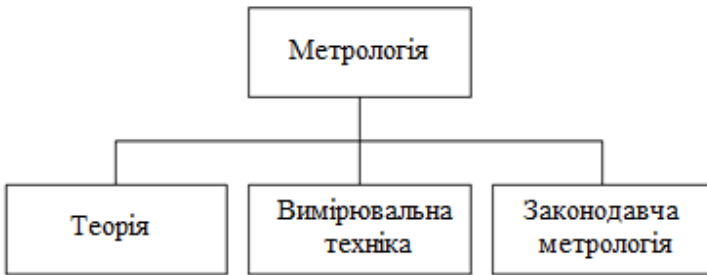 Метрологія
Теорія
Вимірювальна
техніка
Законодавча
метрологія